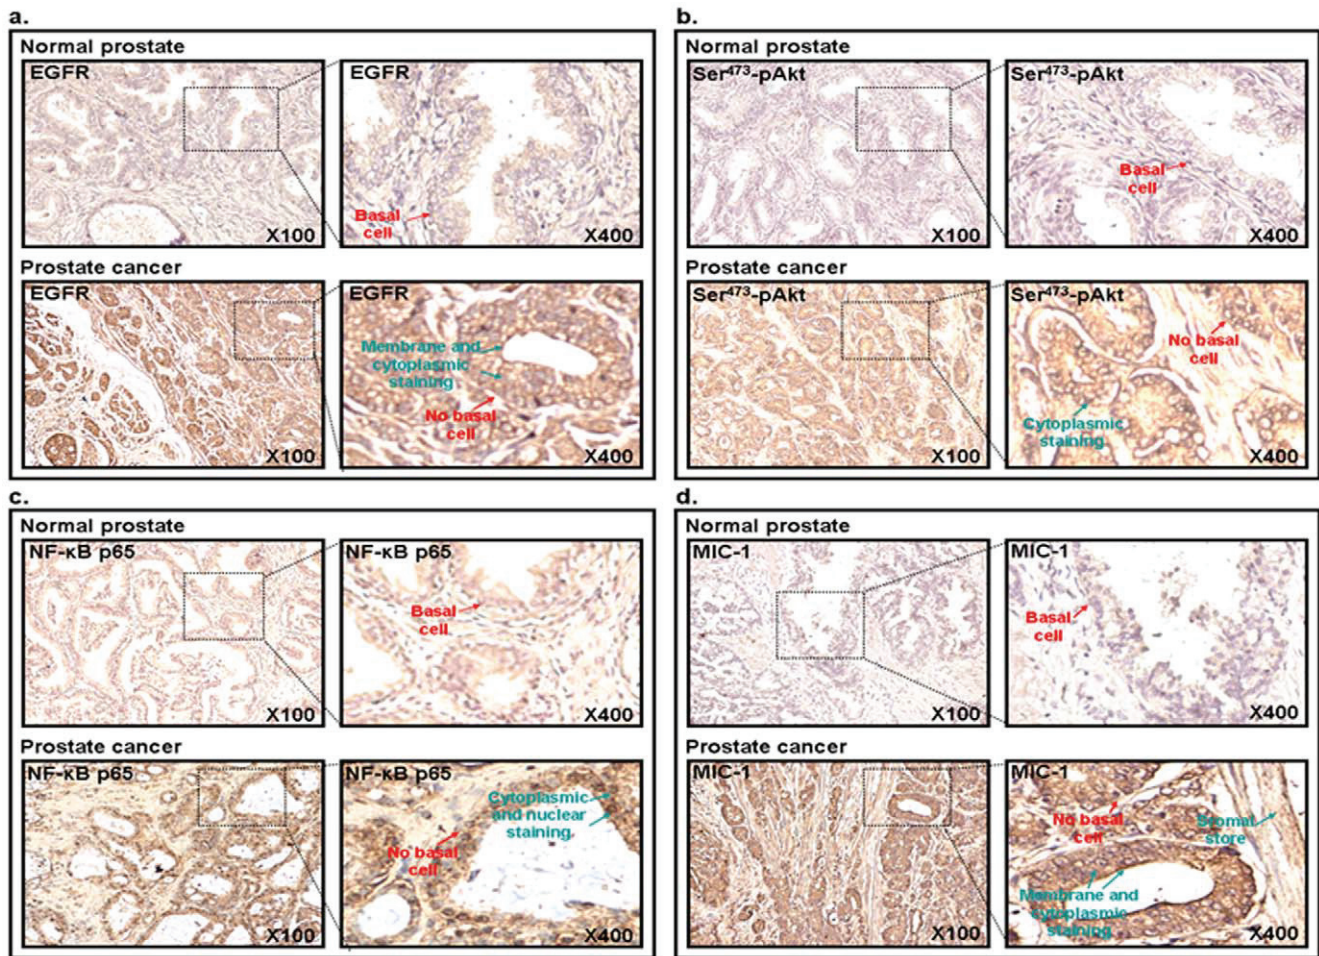 a.
Normal prostate
EGFR
X100
EGFR
Basal
cell
X400
Prostate cancer
EGFR
X100
EGFR
Membrane and
cytoplasmic
staining
No basal
cell
X400
b.
Normal prostate
Ser473-pAkt
X100
Ser473-pAkt
Basal
cell
X400
Prostate cancer
Ser473-pAkt
X100
Ser473-pAkt
No basal
cell
Cytoplasmic
staining
X400
c.
Normal prostate
NF-κB p65
X100
NF-κB p65
Basal
cell
X400
Prostate cancer
NF-κB p65
X100
NF-κB p65
Cytoplasmic
and nuclear
staining
No basal
cell
X400
d.
Normal prostate
MIC-1
X100
MIC-1
Basal
cell
X400
Prostate cancer
MIC-1
X100
MIC-1
No basal
cell
store
Membrane and
cytoplasmic
staining
X400